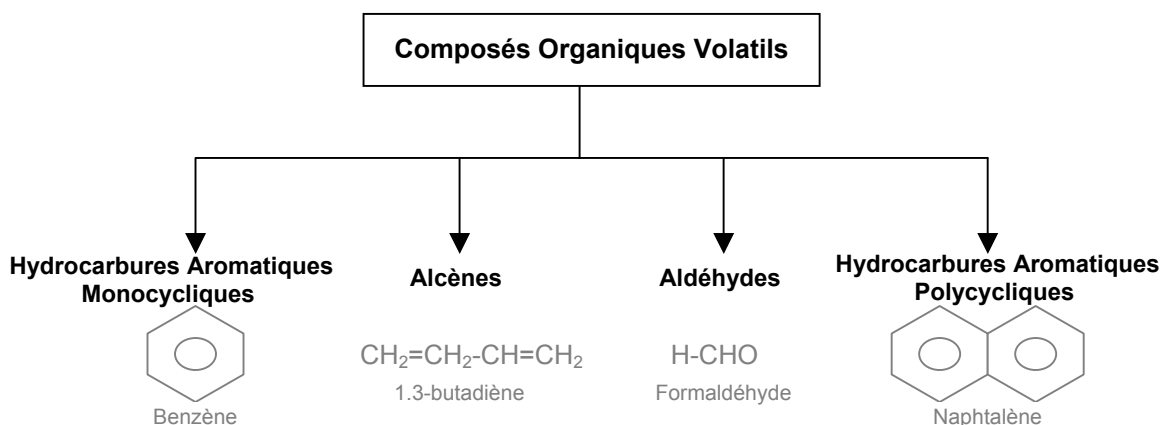 Composés Organiques Volatils
Hydrocarbures Aromatiques
Monocycliques
Benzène
Alcènes
CH₂=CH₂-CH=CH₂
1.3-butadiène
Aldéhydes
H-CHO
Formaldéhyde
Hydrocarbures Aromatiques
Polycycliques
Naphtalène